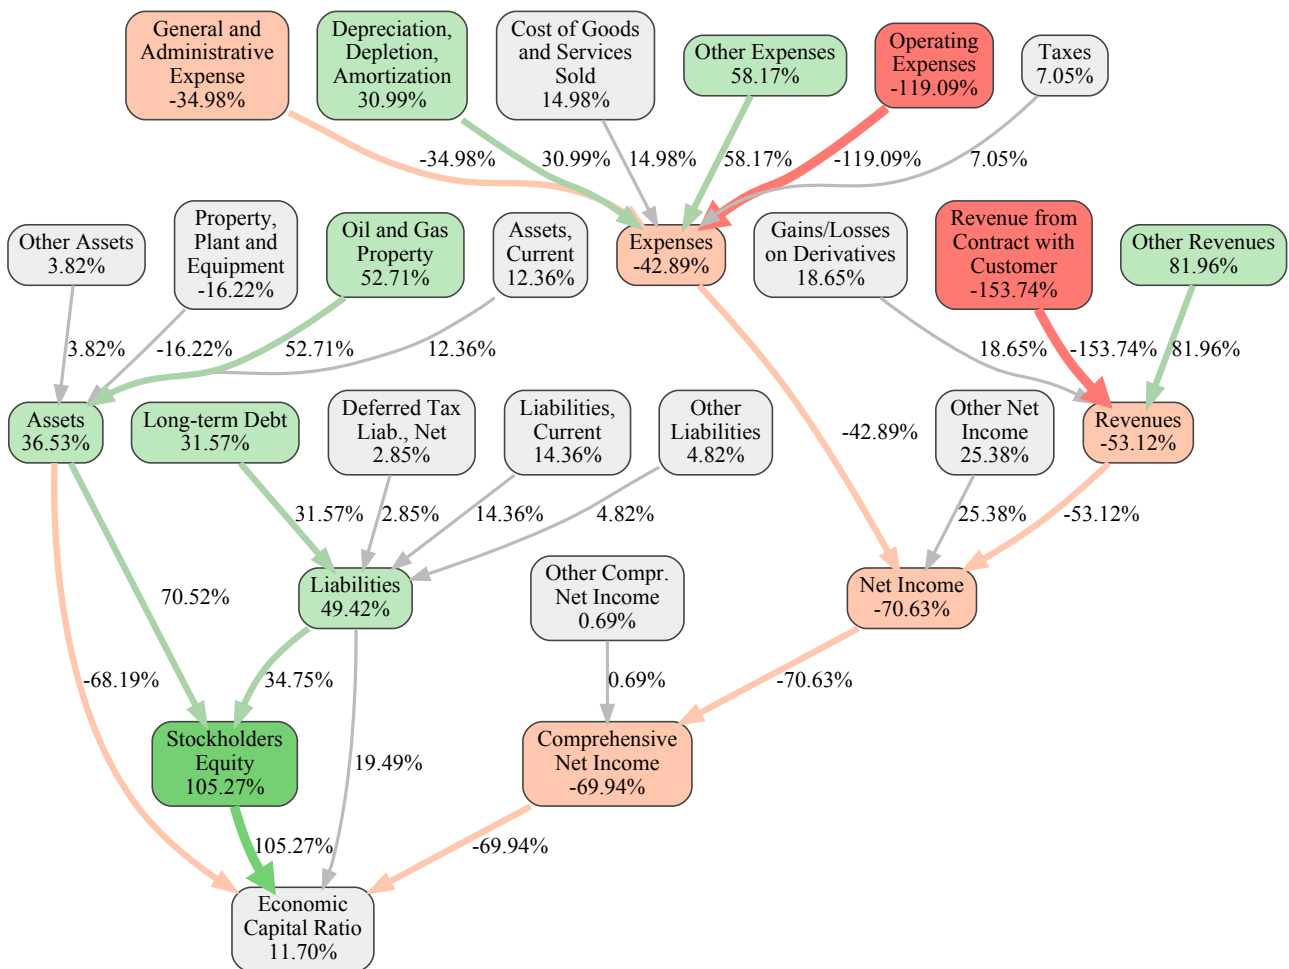 General and
Administrative
Expense
-34.98%
Depreciation,
Depletion,
Amortization
30.99%
Cost of Goods
and Services
Sold
14.98%
Other Expenses
58.17%
Operating
Expenses
-119.09%
Taxes
7.05%
-34.98%
30.99%
14.98%
58.17%
-119.09%
7.05%
Other Assets
3.82%
Property,
Plant and
Equipment
-16.22%
Oil and Gas
Property
52.71%
Assets,
Current
12.36%
Expenses
-42.89%
Gains/Losses
on Derivatives
18.65%
Revenue from
Contract with
Customer
-153.74%
Other Revenues
81.96%
3.82%
-16.22%
52.71%
12.36%
18.65%
-153.74%
81.96%
Assets
36.53%
Long-term Debt
31.57%
Deferred Tax
Liab., Net
2.85%
Liabilities,
Current
14.36%
Other
Liabilities
4.82%
-42.89%
Other Net
Income
25.38%
Revenues
-53.12%
31.57%
2.85%
14.36%
4.82%
25.38%
-53.12%
70.52%
Liabilities
49.42%
Other Compr.
Net Income
0.69%
Net Income
-70.63%
-68.19%
34.75%
0.69%
-70.63%
Stockholders
Equity
105.27%
19.49%
Comprehensive
Net Income
-69.94%
105.27%
-69.94%
Economic
Capital Ratio
11.70%